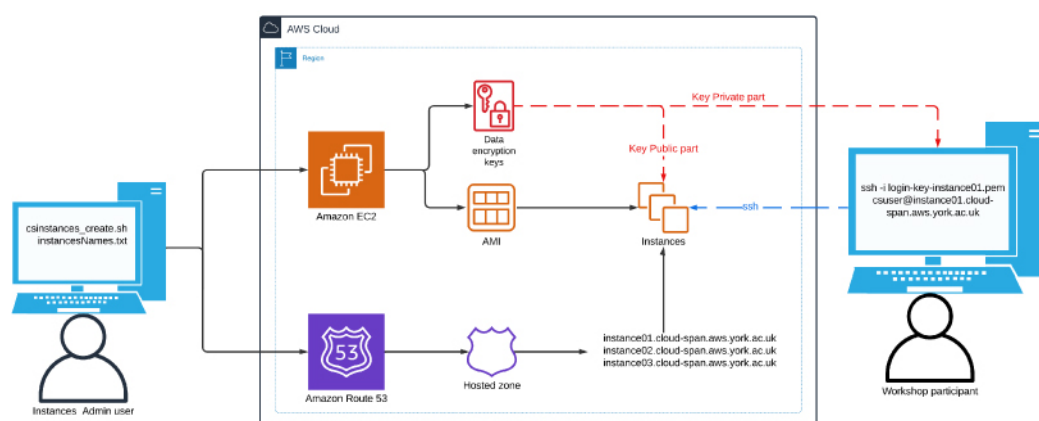 AWS Cloud
Region
Key Private part
Data
encryption
keys
Key Public part
ssh -i login-key-instance01.pem
csuser@instance01.cloud-
span.aws.york.ac.uk
ssh
Amazon EC2
AMI
Instances
csinstances_create.sh
instancesNames.txt
53
instance01.cloud-span.aws.york.ac.uk
instance02.cloud-span.aws.york.ac.uk
instance03.cloud-span.aws.york.ac.uk
Hosted zone
Amazon Route 53
Instances Admin user
Workshop participant